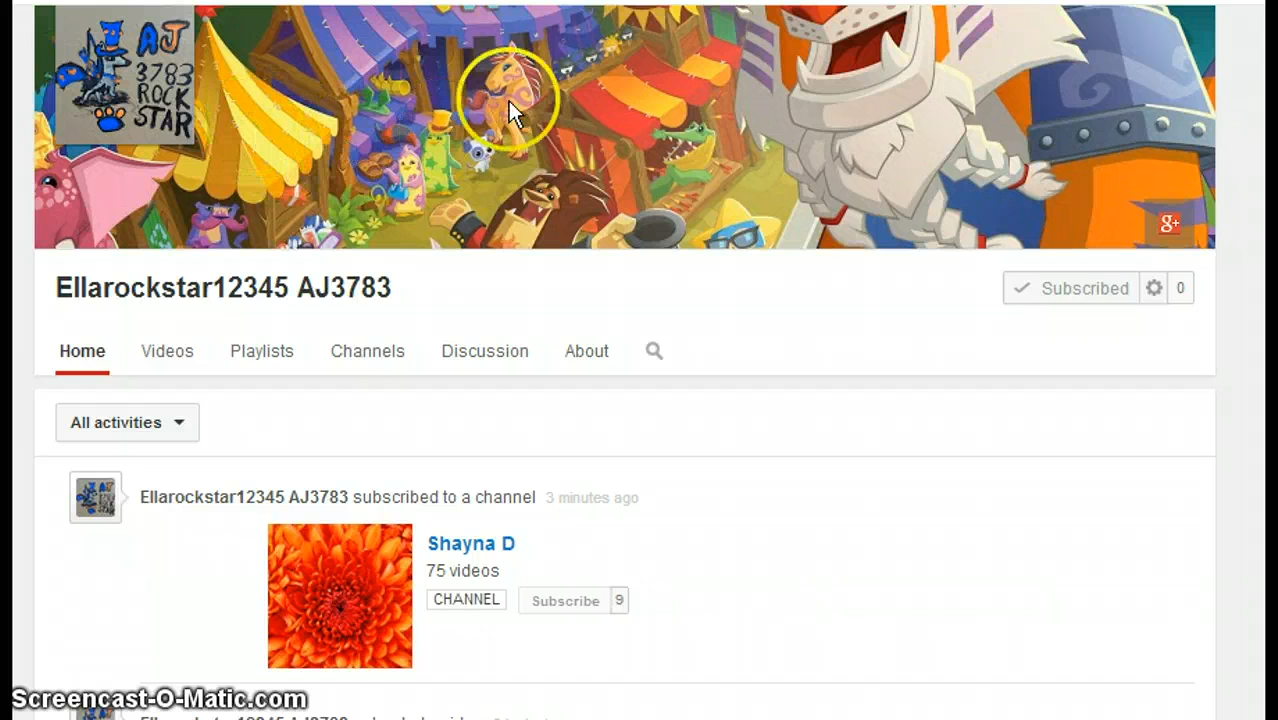 AJ
3783
ROCK
STAR
g+
Ellarockstar12345 AJ3783
Subscribed 0
Home Videos Playlists Channels Discussion About
All activities
Ellarockstar12345 AJ3783 subscribed to a channel 3 minutes ago
Shayna D
75 videos
CHANNEL Subscribe 9
Screencast-O-Matic.com